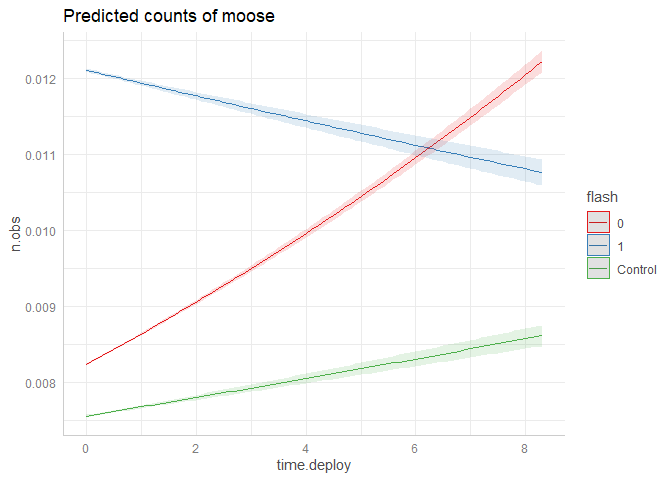 Predicted counts of moose
0.012
0.011
0.010
0.009
0.008
n.obs
0 2 4 6 8
time.deploy
flash
0
1
Control